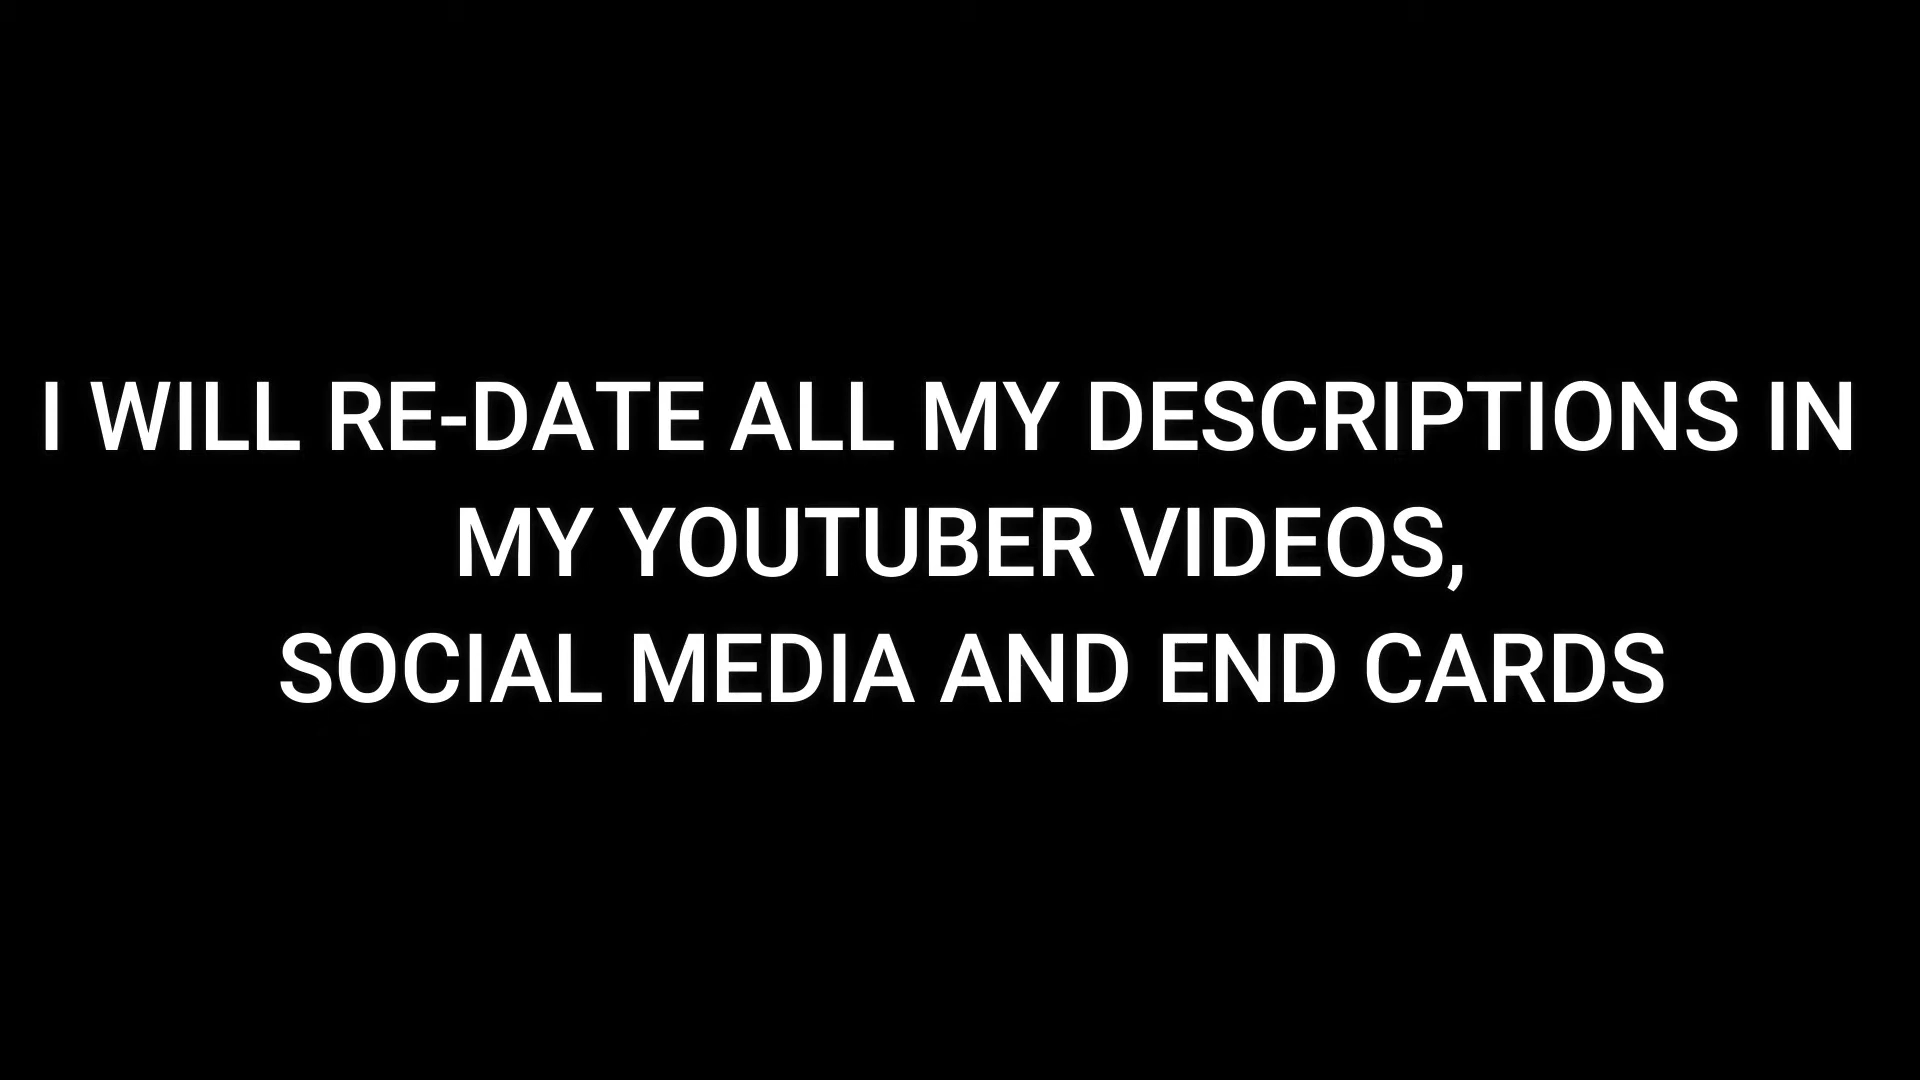 I WILL RE-DATE ALL MY DESCRIPTIONS IN
MY YOUTUBER VIDEOS,
SOCIAL MEDIA AND END CARDS